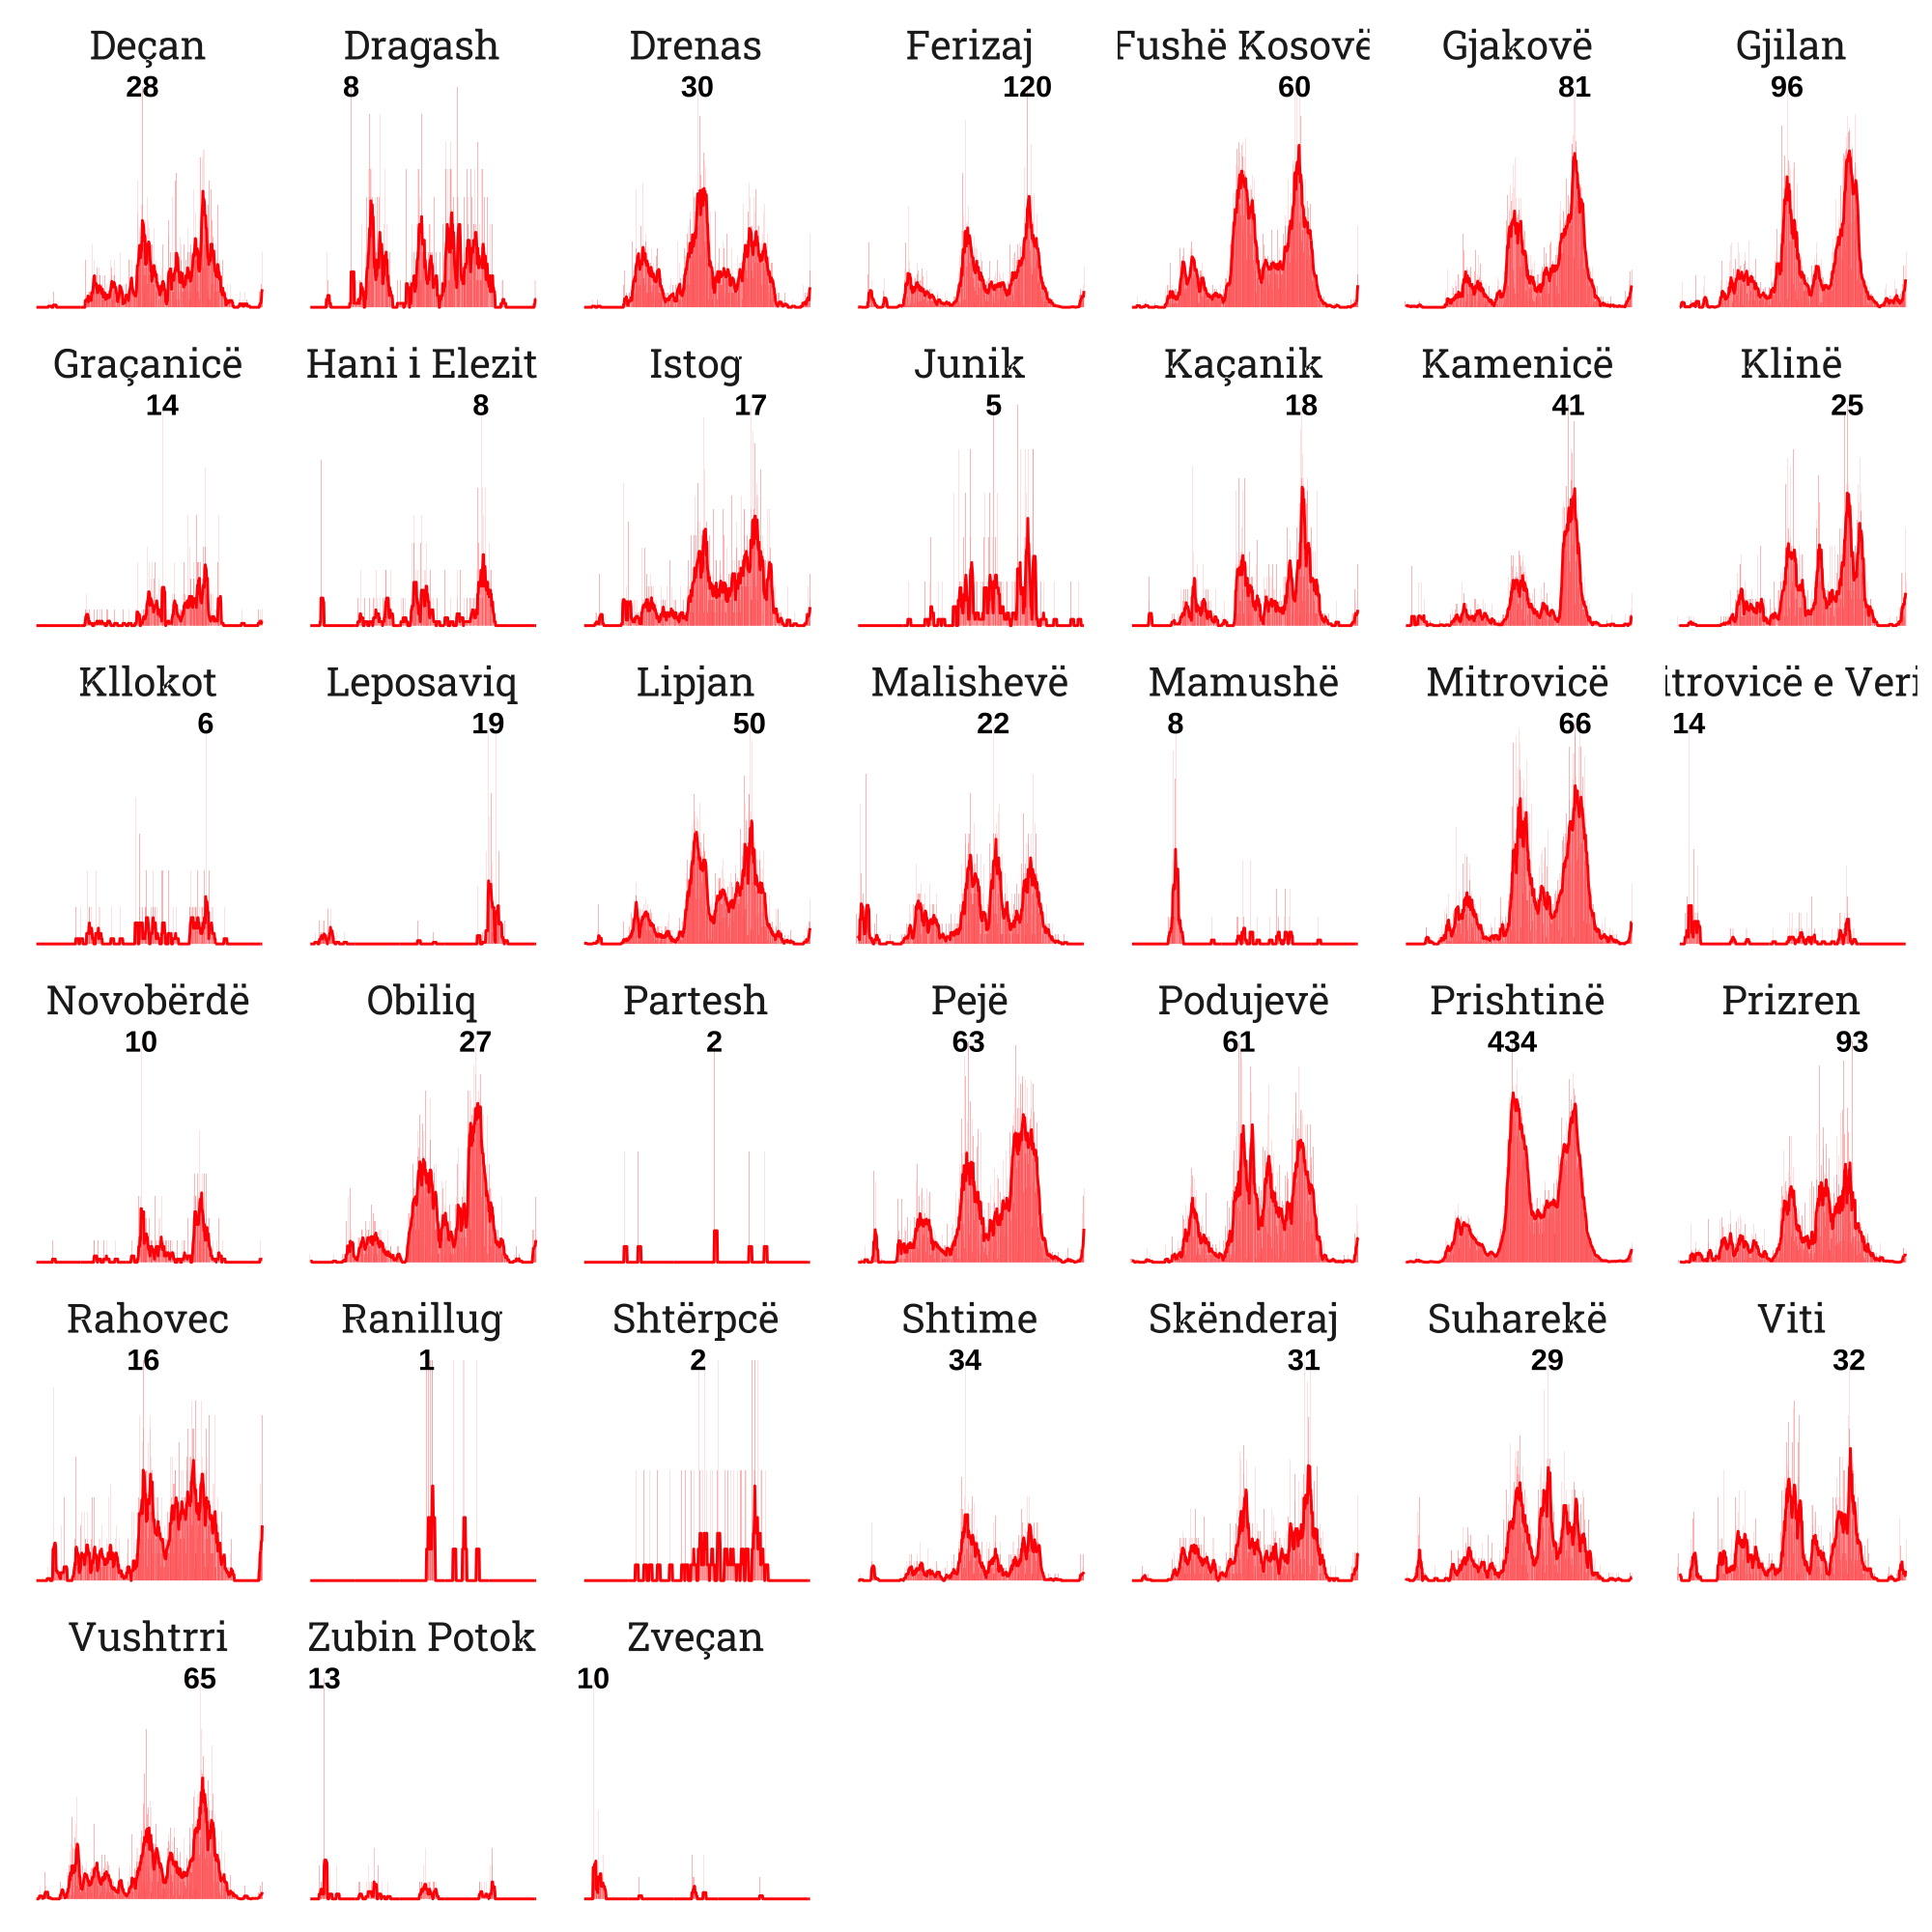 Deçan Dragash Drenas Ferizaj Fushë Kosovë Gjakovë Gjilan
28 8 30 120 60 81 96
Graçanicë Hani i Elezit Istog Junik Kaçanik Kamenicë Klinë
14 8 17 5 18 41 25
Kllokot Leposaviq Lipjan Malishevë Mamushë Mitrovicë itrovicë e Veri
6 19 50 22 8 66 14
Novobërdë Obiliq Partesh Pejë Podujevë Prishtinë Prizren
10 27 2 63 61 434 93
Rahovec Ranillug Shtërpcë Shtime Skënderaj Suharekë Viti
16 1 2 34 31 29 32
Vushtrri Zubin Potok Zveçan
65 13 10